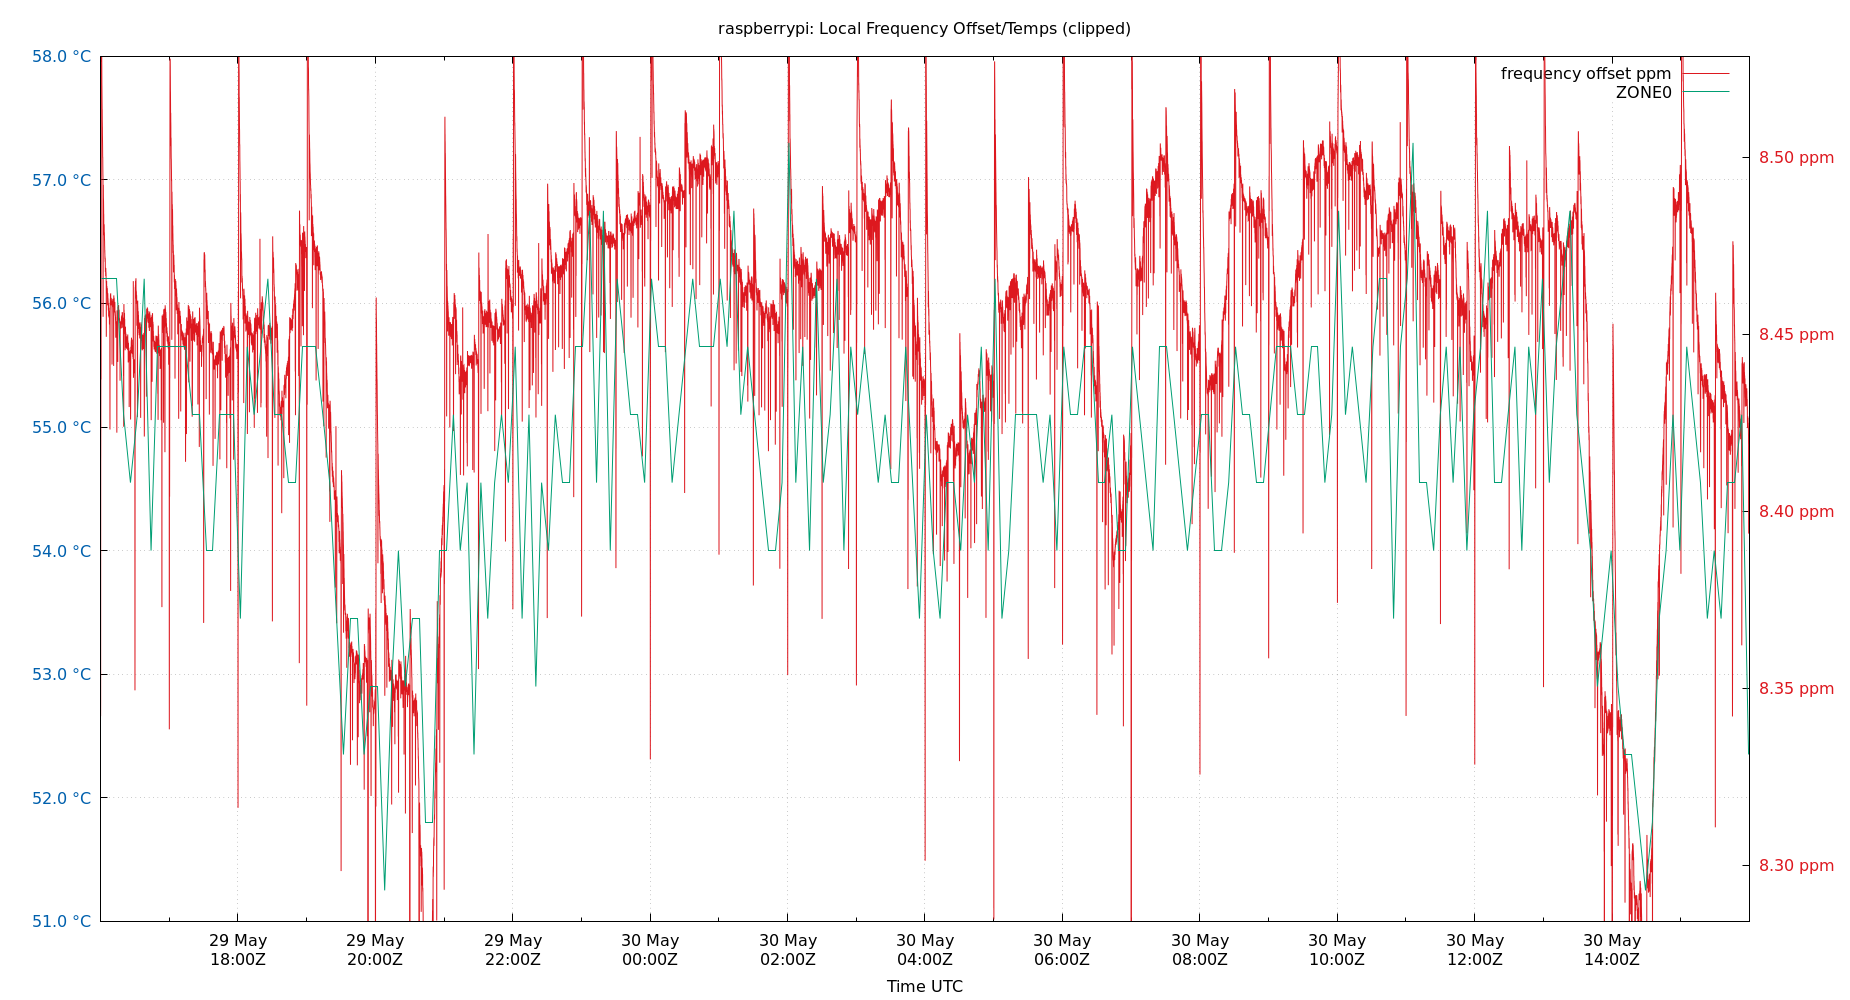 raspberrypi: Local Frequency Offset/Temps (clipped)
frequency offset ppm
ZONE0
58.0 °C
57.0 °C
56.0 °C
55.0 °C
54.0 °C
53.0 °C
52.0 °C
51.0 °C
8.50 ppm
8.45 ppm
8.40 ppm
8.35 ppm
8.30 ppm
29 May
18:00Z
29 May
20:00Z
29 May
22:00Z
30 May
00:00Z
30 May
02:00Z
30 May
04:00Z
30 May
06:00Z
30 May
08:00Z
30 May
10:00Z
30 May
12:00Z
30 May
14:00Z
Time UTC